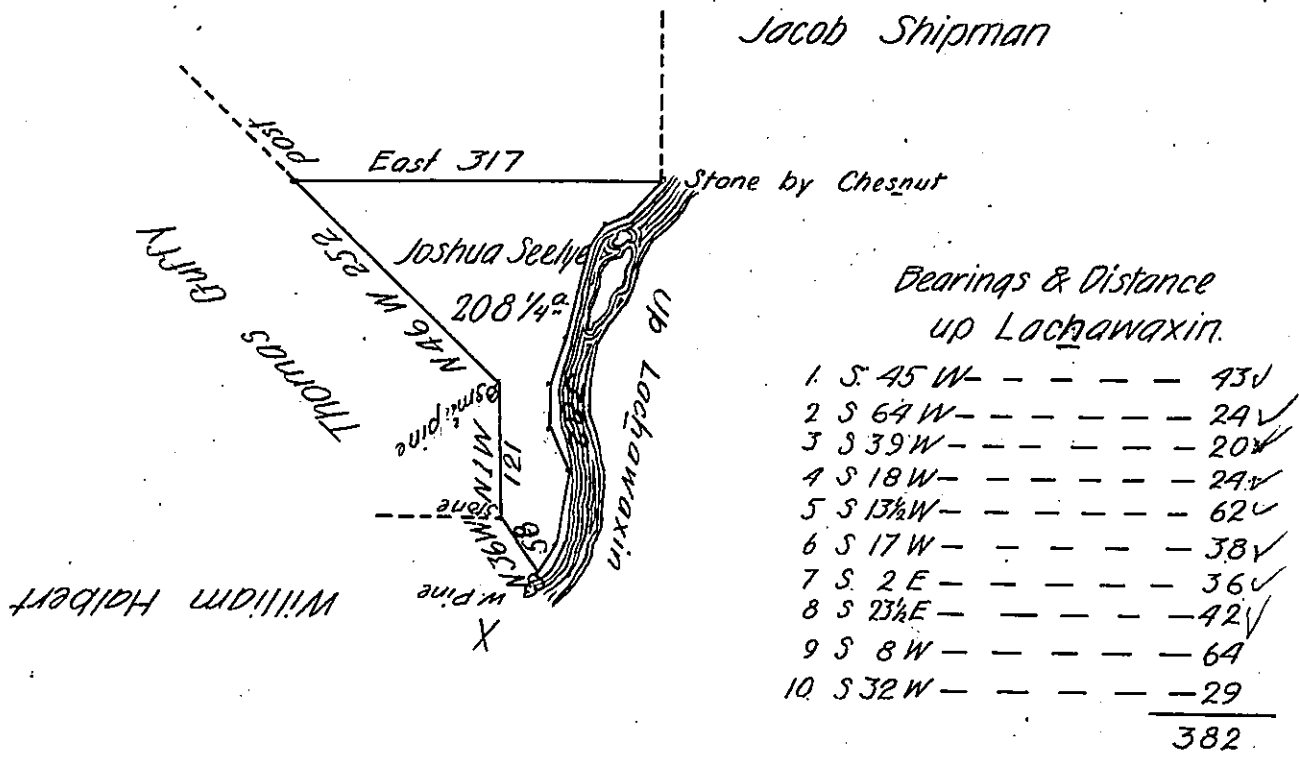 Jacob Shipman
post
East 317
Stone by Chesnut
Joshua Seelye
208 1/4 a
N 46 W 252
Thomas Guffy
Small pine
N 1 W 121
Stone
N 36 W 58
W. Pine
X
William Halbert
up Lachawaxin
Bearings & Distance
up Lachawaxin.
1. S. 45 W – – – – – 43 ✓
2 S 64 W – – – – – 24 ✓
3 S 39 W – – – – – 20 ✓
4 S 18 W – – – – – 24 ✓
5 S 13½ W – – – – – 62 ✓
6 S 17 W – – – – – 38 ✓
7 S. 2 E – – – – – 36 ✓
8 S 23½ E – – – – – 42 ✓
9 S 8 W – – – – – 64
10. S 32 W – – – – – 29
382